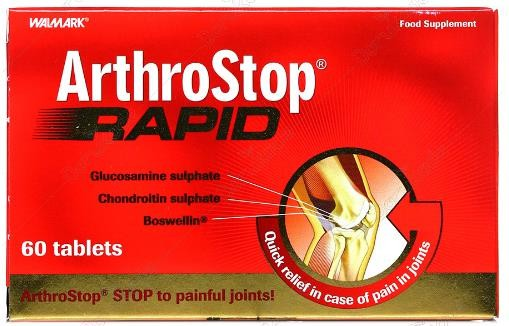 WALMARK®
Food Supplement
ArthroStop®
RAPID
Glucosamine sulphate
Chondroitin sulphate
Boswellin®
60 tablets
Quick relief in case of pain in joints
ArthroStop® STOP to painful joints!